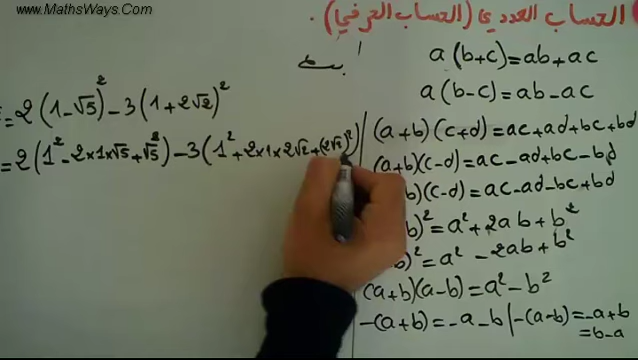 www.MathsWays.Com
الحساب العددي (الحساب الحرفي).
بسط
a(b+c)=ab+ac
a(b-c)=ab-ac
=2(1-√5)²-3(1+2√2)²
=2(1²-2×1×√5+√5²)-3(1²+2×1×2√2+(2√2)²)
(a+b)(c+d)=ac+ad+bc+bd
(a+b)(c-d)=ac-ad+bc-bd
b)(c-d)=ac-ad-bc+bd
b)²=a²+2ab+b²
b)²=a²-2ab+b²
(a+b)(a-b)=a²-b²
-(a+b)=-a-b|-(a-b)=-a+b
=b-a